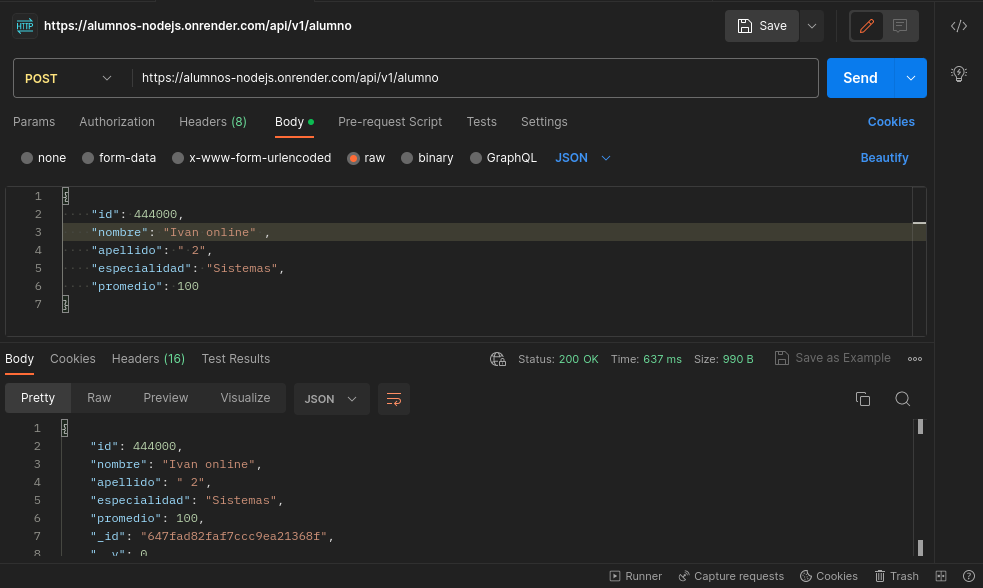 HTTP https://alumnos-nodejs.onrender.com/api/v1/alumno Save </>
POST https://alumnos-nodejs.onrender.com/api/v1/alumno Send
Params Authorization Headers (8) Body Pre-request Script Tests Settings Cookies
none form-data x-www-form-urlencoded raw binary GraphQL JSON Beautify
1 {
2 "id": 444000,
3 "nombre": "Ivan online" ,
4 "apellido": " 2",
5 "especialidad": "Sistemas",
6 "promedio": 100
7 }
Body Cookies Headers (16) Test Results Status: 200 OK Time: 637 ms Size: 990 B Save as Example
Pretty Raw Preview Visualize JSON
1 {
2 "id": 444000,
3 "nombre": "Ivan online",
4 "apellido": " 2",
5 "especialidad": "Sistemas",
6 "promedio": 100,
7 "_id": "647fad82faf7ccc9ea21368f",
8 "__v": 0
Runner Capture requests Cookies Trash